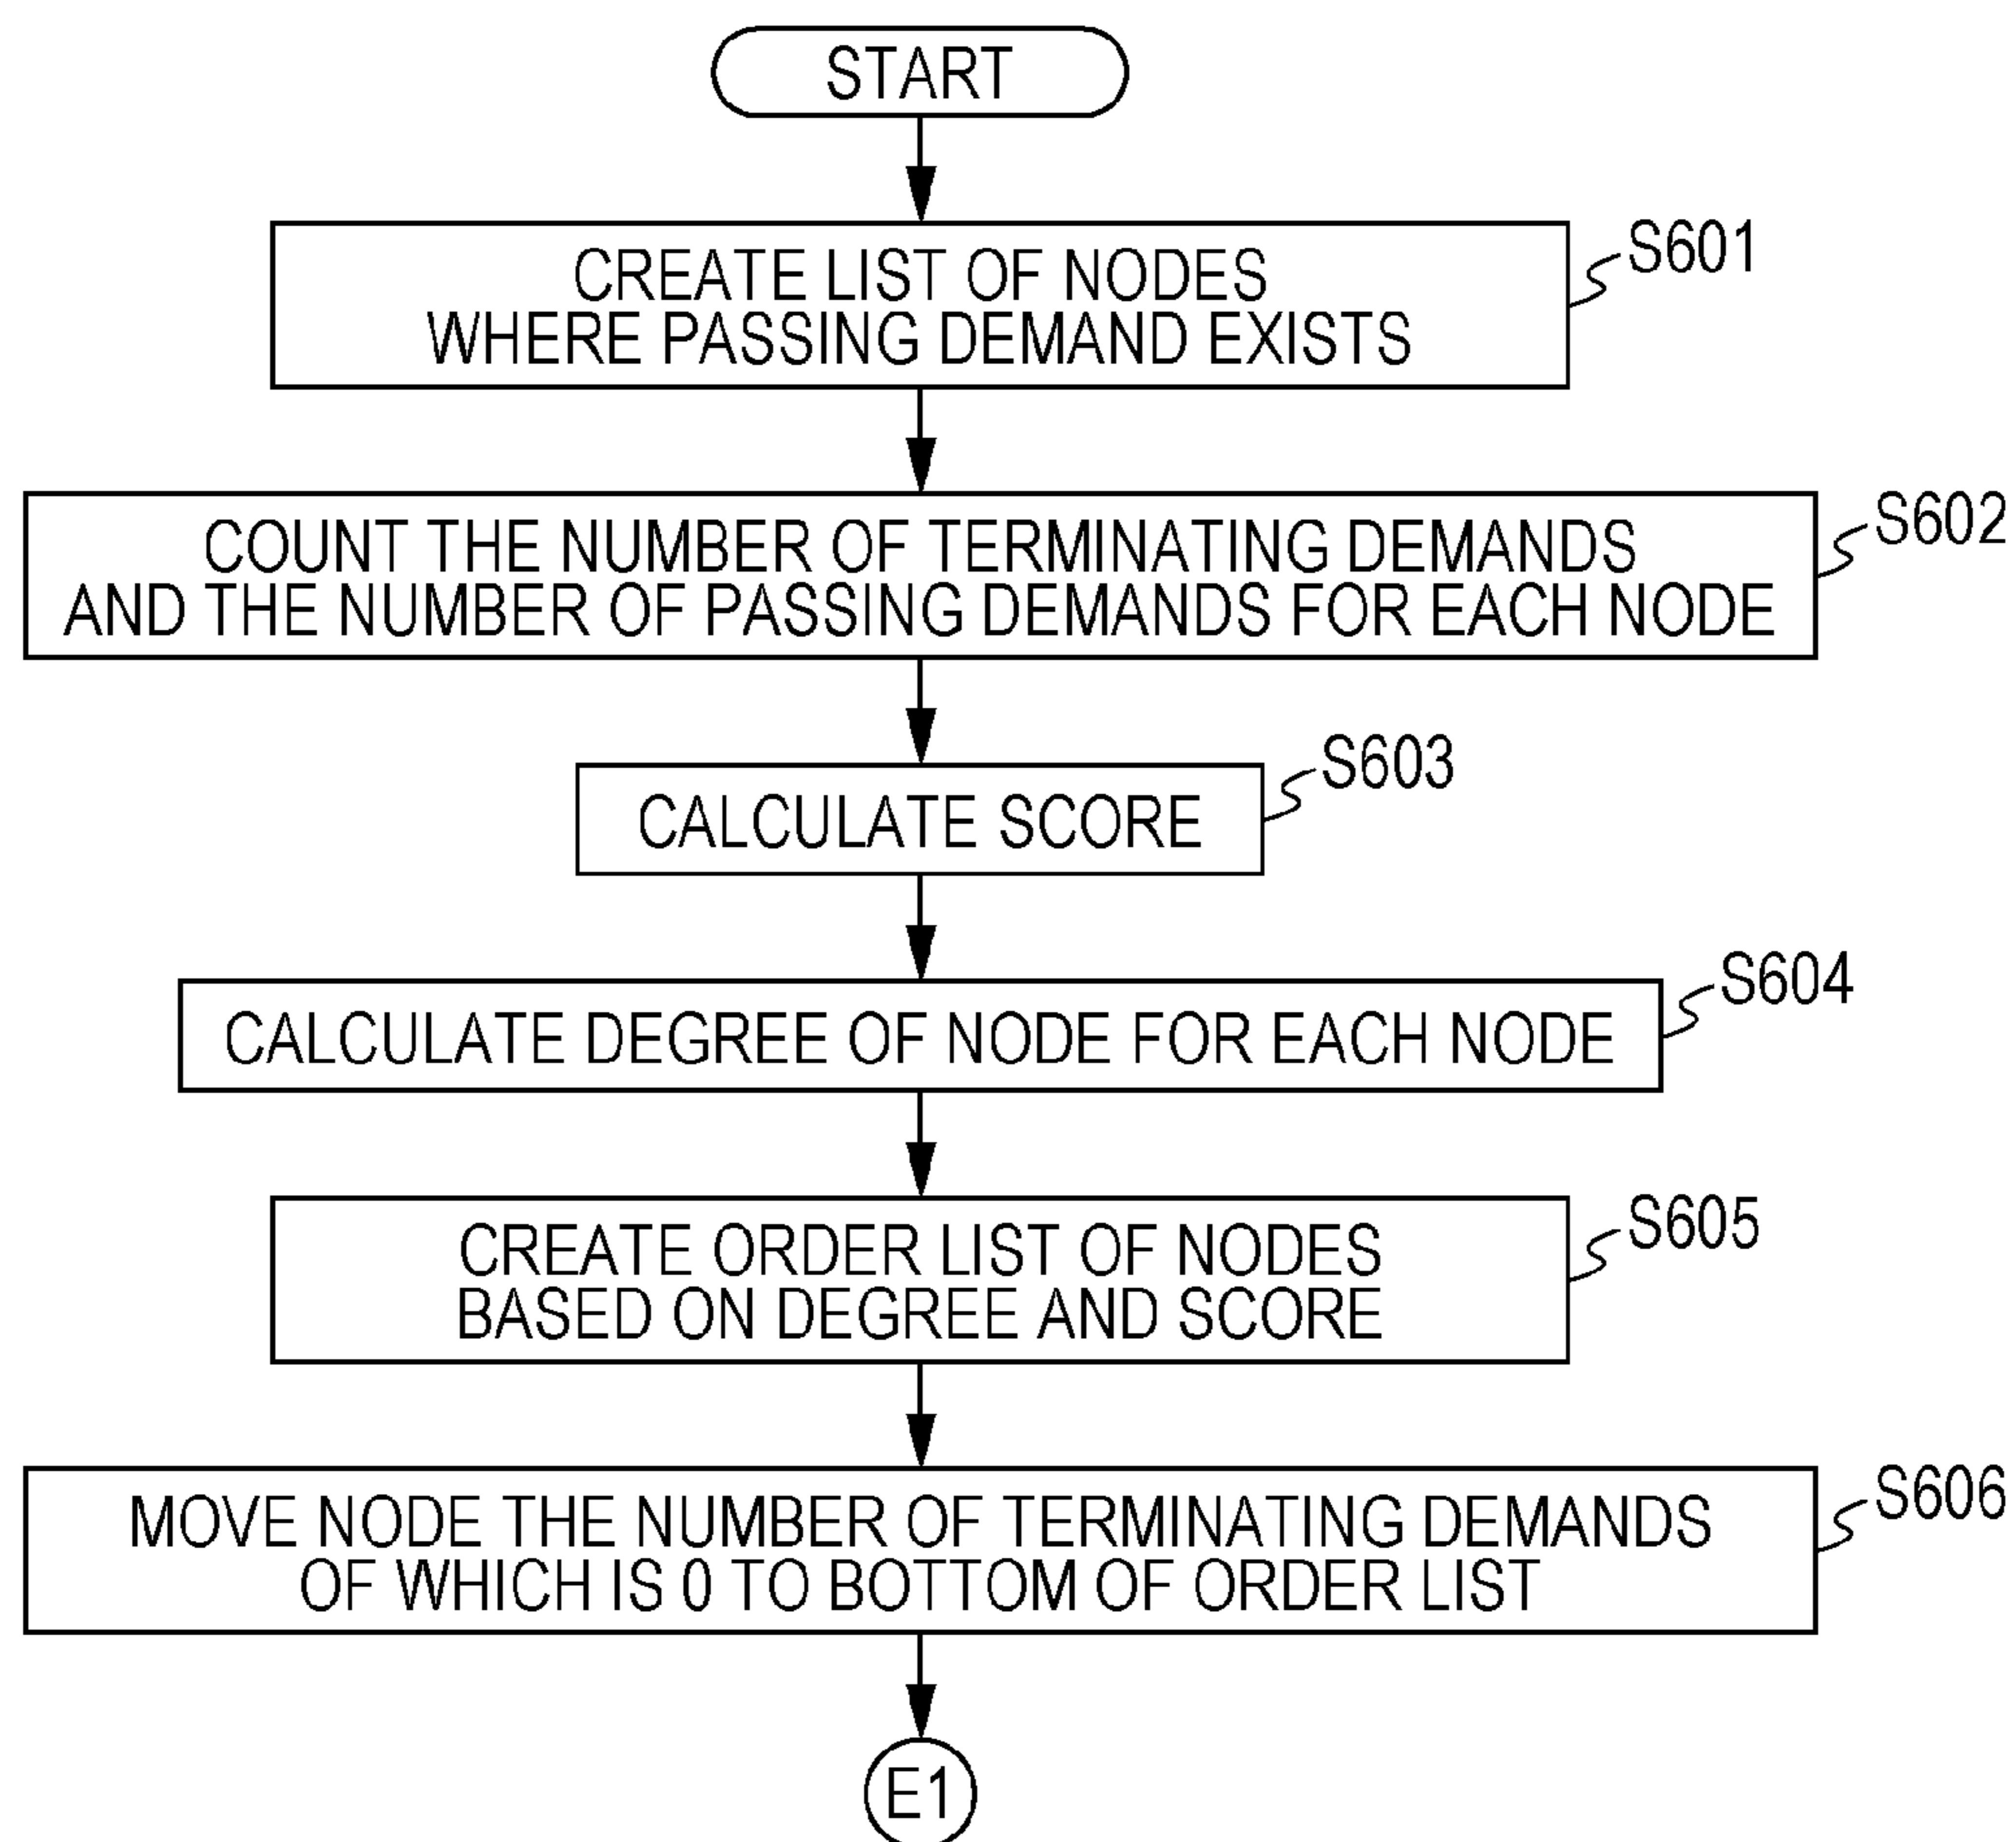 START
CREATE LIST OF NODES
WHERE PASSING DEMAND EXISTS
S601
COUNT THE NUMBER OF TERMINATING DEMANDS
AND THE NUMBER OF PASSING DEMANDS FOR EACH NODE
S602
CALCULATE SCORE
S603
CALCULATE DEGREE OF NODE FOR EACH NODE
S604
CREATE ORDER LIST OF NODES
BASED ON DEGREE AND SCORE
S605
MOVE NODE THE NUMBER OF TERMINATING DEMANDS
OF WHICH IS 0 TO BOTTOM OF ORDER LIST
S606
E1